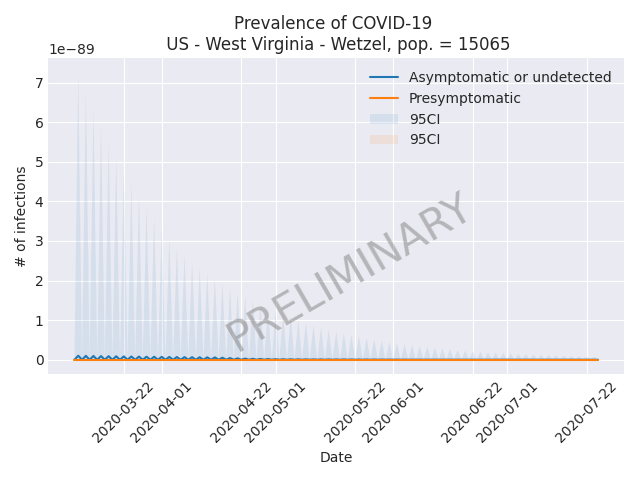 Prevalence of COVID-19
US - West Virginia - Wetzel, pop. = 15065
1e−89
Asymptomatic or undetected
Presymptomatic
95CI
95CI
7
6
5
4
3
2
1
0
# of infections
PRELIMINARY
2020-03-22
2020-04-01
2020-04-22
2020-05-01
2020-05-22
2020-06-01
2020-06-22
2020-07-01
2020-07-22
Date